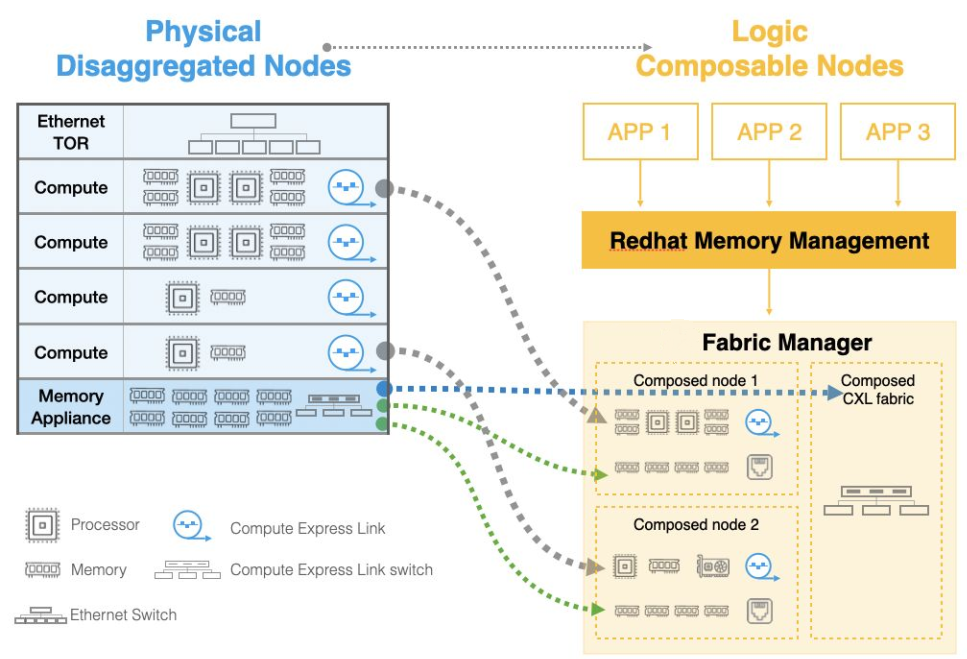 Physical
Disaggregated Nodes
Logic
Composable Nodes
Ethernet
TOR
Compute
Compute
Compute
Compute
Memory
Appliance
APP 1
APP 2
APP 3
Redhat Memory Management
Fabric Manager
Composed node 1
Composed
CXL fabric
Composed node 2
Processor
Compute Express Link
Memory
Compute Express Link switch
Ethernet Switch